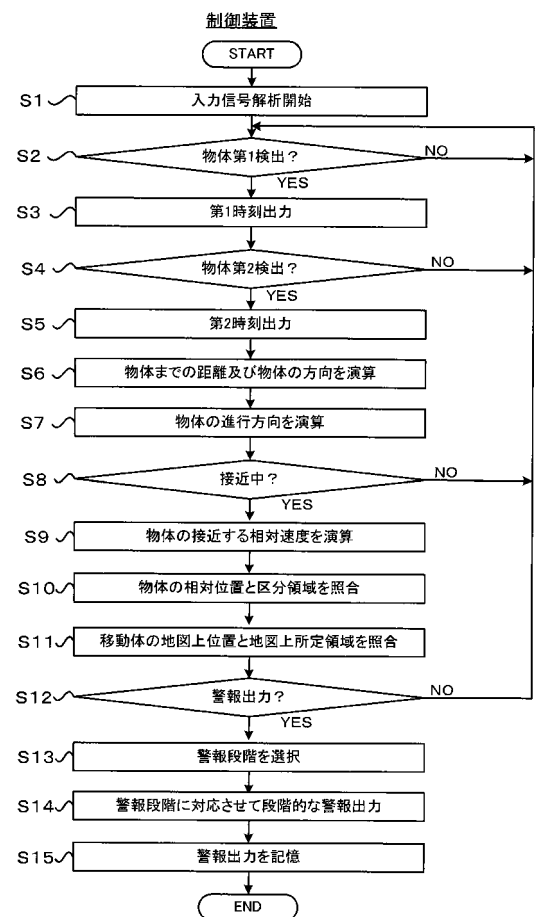 制御装置
START
S1 入力信号解析開始
S2 物体第1検出？ NO
YES
S3 第1時刻出力
S4 物体第2検出？ NO
YES
S5 第2時刻出力
S6 物体までの距離及び物体の方向を演算
S7 物体の進行方向を演算
S8 接近中？ NO
YES
S9 物体の接近する相対速度を演算
S10 物体の相対位置と区分領域を照合
S11 移動体の地図上位置と地図上所定領域を照合
S12 警報出力？ NO
YES
S13 警報段階を選択
S14 警報段階に対応させて段階的な警報出力
S15 警報出力を記憶
END